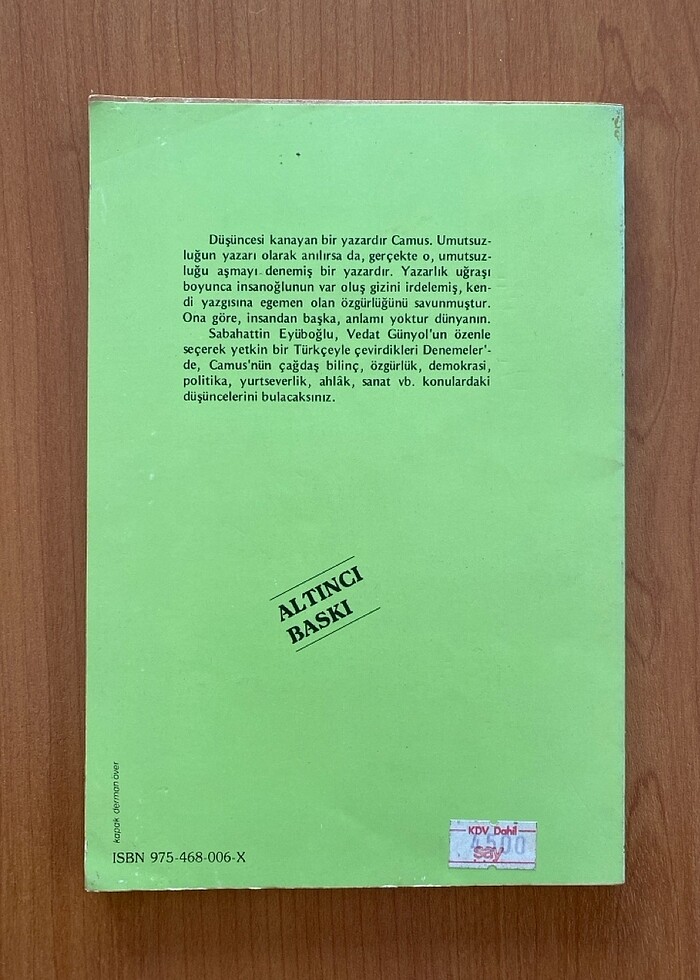 Düşüncesi kanayan bir yazardır Camus. Umutsuz-
luğun yazarı olarak anılırsa da, gerçekte o, umutsuz-
luğu aşmayı denemiş bir yazardır. Yazarlık uğraşı
boyunca insanoğlunun var oluş gizini irdelemiş, ken-
di yazgısına egemen olan özgürlüğünü savunmuştur.
Ona göre, insandan başka, anlamı yoktur dünyanın.
Sabahattin Eyüboğlu, Vedat Günyol'un özenle
seçerek yetkin bir Türkçeyle çevirdikleri Denemeler'-
de, Camus'nün çağdaş bilinç, özgürlük, demokrasi,
politika, yurtseverlik, ahlâk, sanat vb. konulardaki
düşüncelerini bulacaksınız.
ALTINCI
BASKI
kapak derman över
ISBN 975-468-006-X
KDV Dahil
4500
say